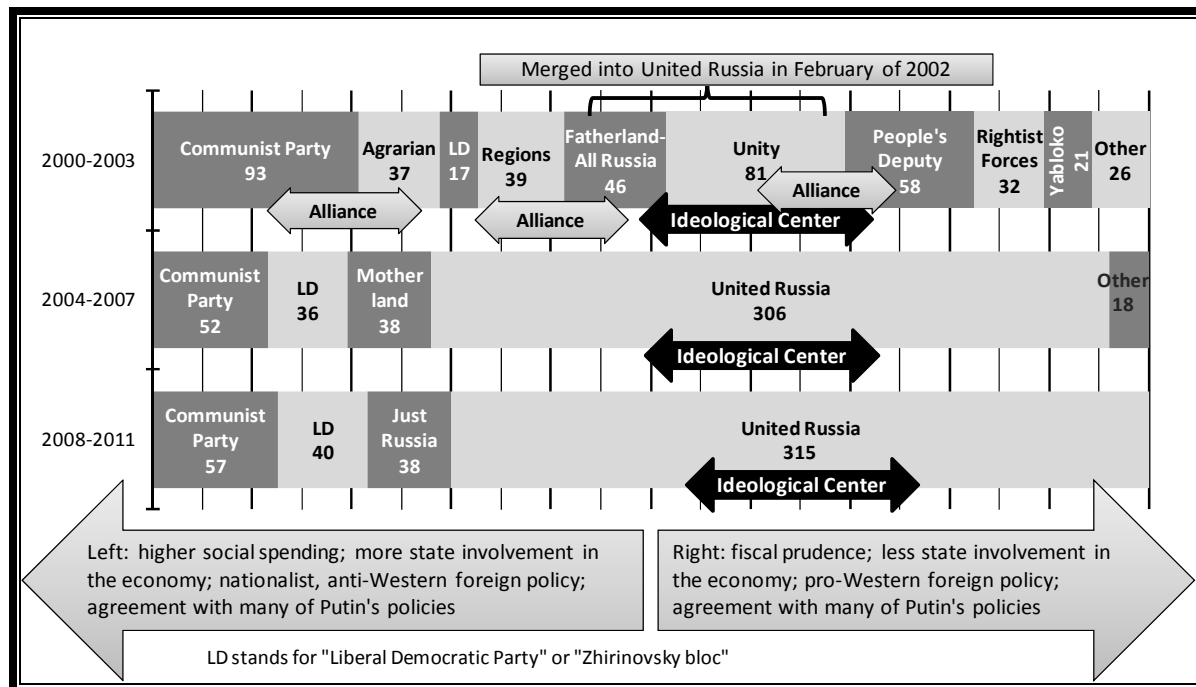 Merged into United Russia in February of 2002
2000-2003
Communist Party
93
Agrarian
37
LD
17
Regions
39
Fatherland-
All Russia
46
Unity
81
People's
Deputy
58
Rightist
Forces
32
Yabloko
21
Other
26
Alliance
Alliance
Alliance
Ideological Center
2004-2007
Communist
Party
52
LD
36
Mother
land
38
United Russia
306
Other
18
Ideological Center
2008-2011
Communist
Party
57
LD
40
Just
Russia
38
United Russia
315
Ideological Center
Left: higher social spending; more state involvement in
the economy; nationalist, anti-Western foreign policy;
agreement with many of Putin's policies
Right: fiscal prudence; less state involvement in
the economy; pro-Western foreign policy;
agreement with many of Putin's policies
LD stands for "Liberal Democratic Party" or "Zhirinovsky bloc"